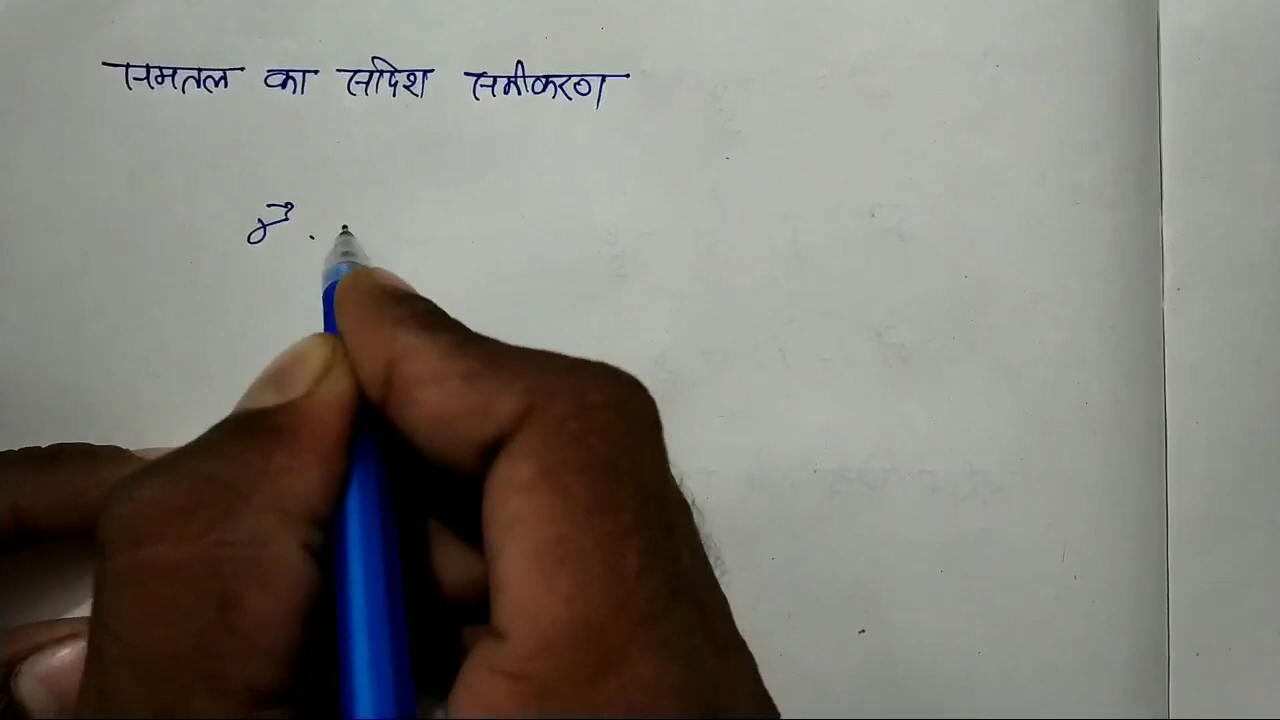 समतल का सदिश समीकरण
r⃗ .